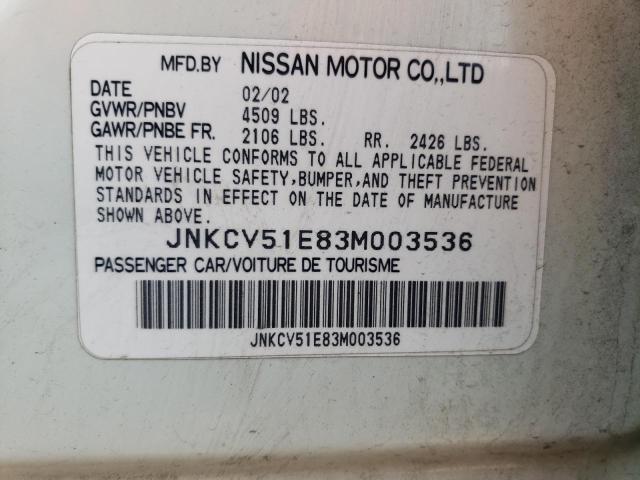 MFD.BY NISSAN MOTOR CO.,LTD
DATE 02/02
GVWR/PNBV 4509 LBS.
GAWR/PNBE FR. 2106 LBS. RR. 2426 LBS.
THIS VEHICLE CONFORMS TO ALL APPLICABLE FEDERAL
MOTOR VEHICLE SAFETY,BUMPER,AND THEFT PREVENTION
STANDARDS IN EFFECT ON THE DATE OF MANUFACTURE
SHOWN ABOVE.
JNKCV51E83M003536
PASSENGER CAR/VOITURE DE TOURISME
JNKCV51E83M003536